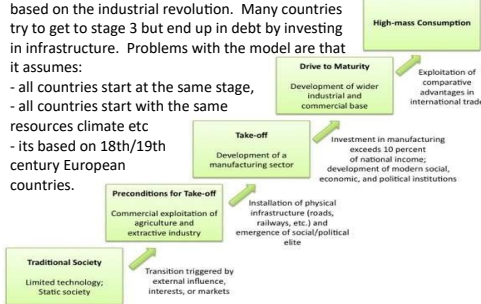 based on the industrial revolution. Many countries
try to get to stage 3 but end up in debt by investing
in infrastructure. Problems with the model are that
it assumes:
- all countries start at the same stage,
- all countries start with the same
resources climate etc
- its based on 18th/19th
century European
countries.
High-mass Consumption
Exploitation of
comparative
advantages in
international trade
Drive to Maturity
Development of wider
industrial and
commercial base
Investment in manufacturing
exceeds 10 percent
of national income;
development of modern social,
economic, and political institutions
Take-off
Development of a
manufacturing sector
Installation of physical
infrastructure (roads,
railways, etc.) and
emergence of social/political
elite
Preconditions for Take-off
Commercial exploitation of
agriculture and
extractive industry
Transition triggered by
external influence,
interests, or markets
Traditional Society
Limited technology;
Static society